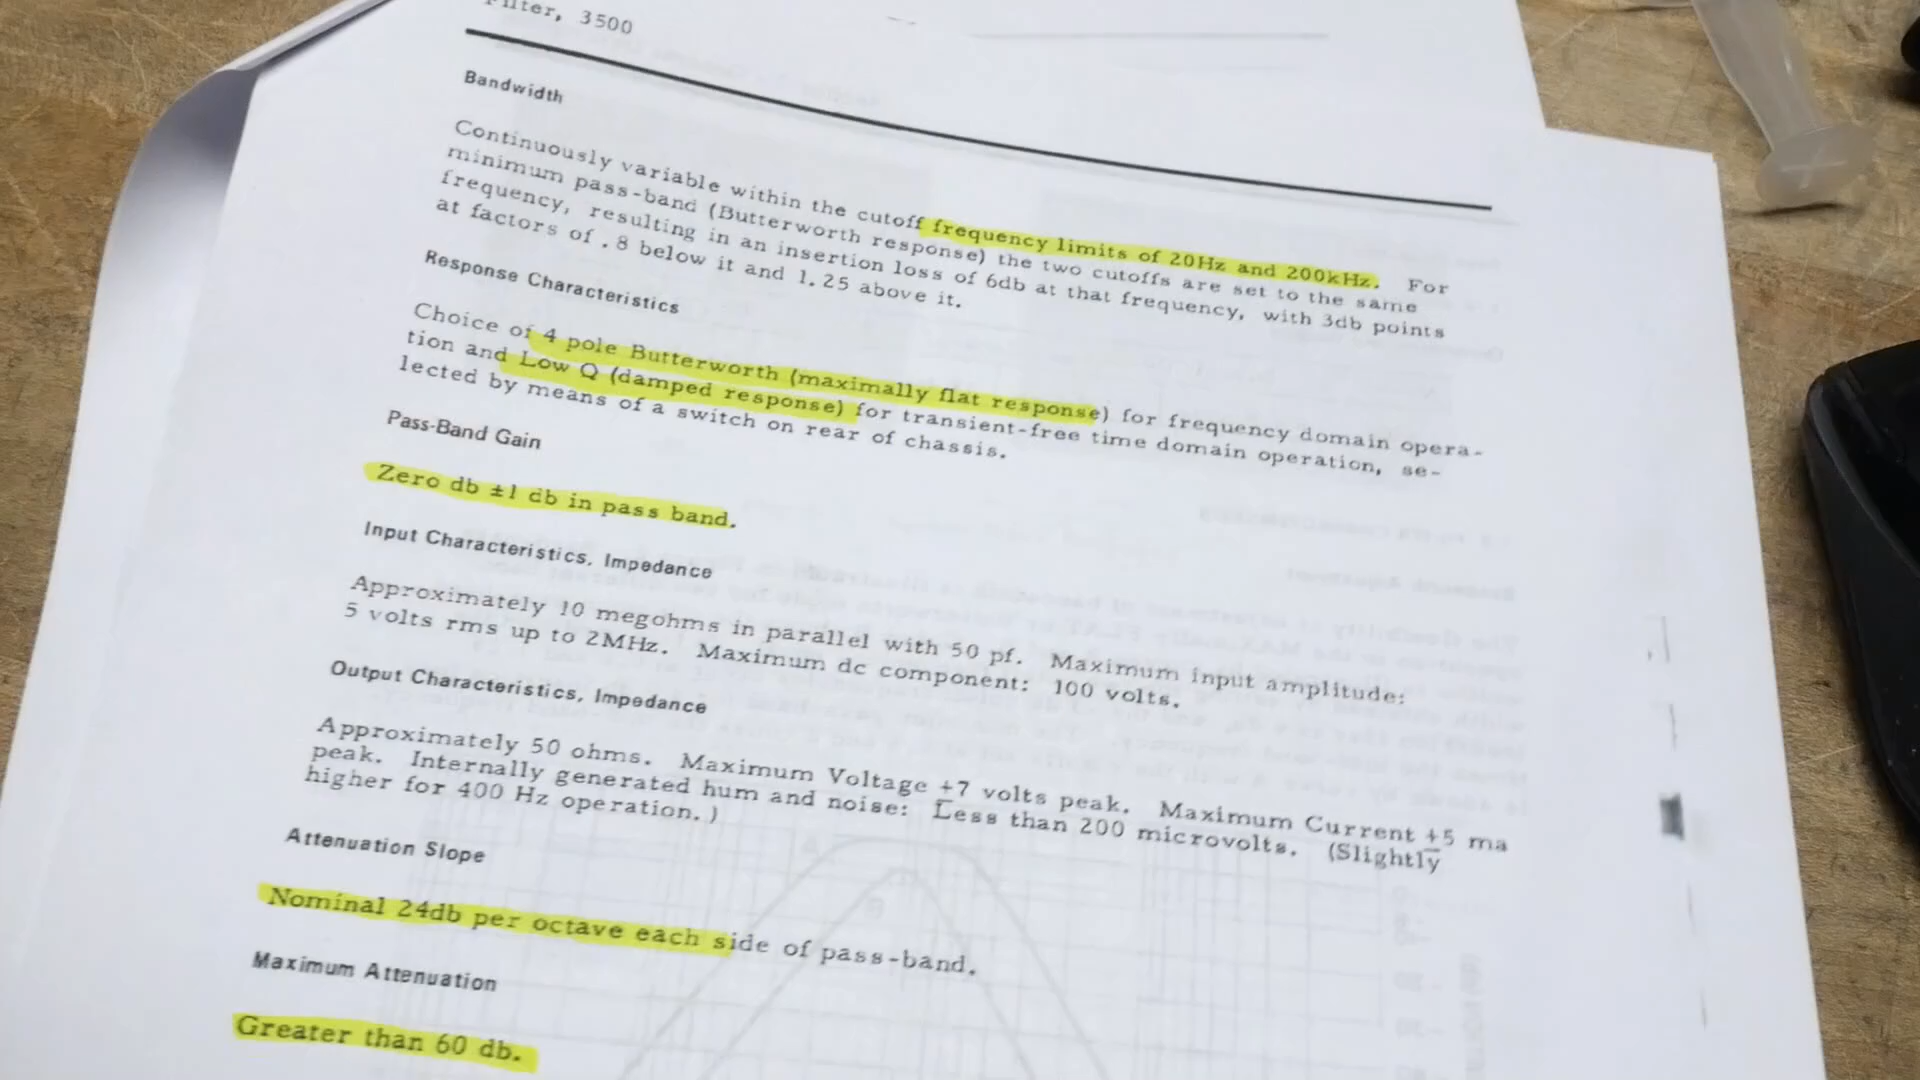 Filter, 3500
Bandwidth
Continuously variable within the cutoff frequency limits of 20Hz and 200kHz. For
minimum pass-band (Butterworth response) the two cutoffs are set to the same
frequency, resulting in an insertion loss of 6db at that frequency, with 3db points
at factors of .8 below it and 1.25 above it.
Response Characteristics
Choice of 4 pole Butterworth (maximally flat response) for frequency domain opera-
tion and Low Q (damped response) for transient-free time domain operation, se-
lected by means of a switch on rear of chassis.
Pass-Band Gain
Zero db ±1 db in pass band.
Input Characteristics, Impedance
Approximately 10 megohms in parallel with 50 pf. Maximum input amplitude:
5 volts rms up to 2MHz. Maximum dc component: 100 volts.
Output Characteristics, Impedance
Approximately 50 ohms. Maximum Voltage ±7 volts peak. Maximum Current ±5 ma
peak. Internally generated hum and noise: Less than 200 microvolts. (Slightly
higher for 400 Hz operation.)
Attenuation Slope
Nominal 24db per octave each side of pass-band.
Maximum Attenuation
Greater than 60 db.